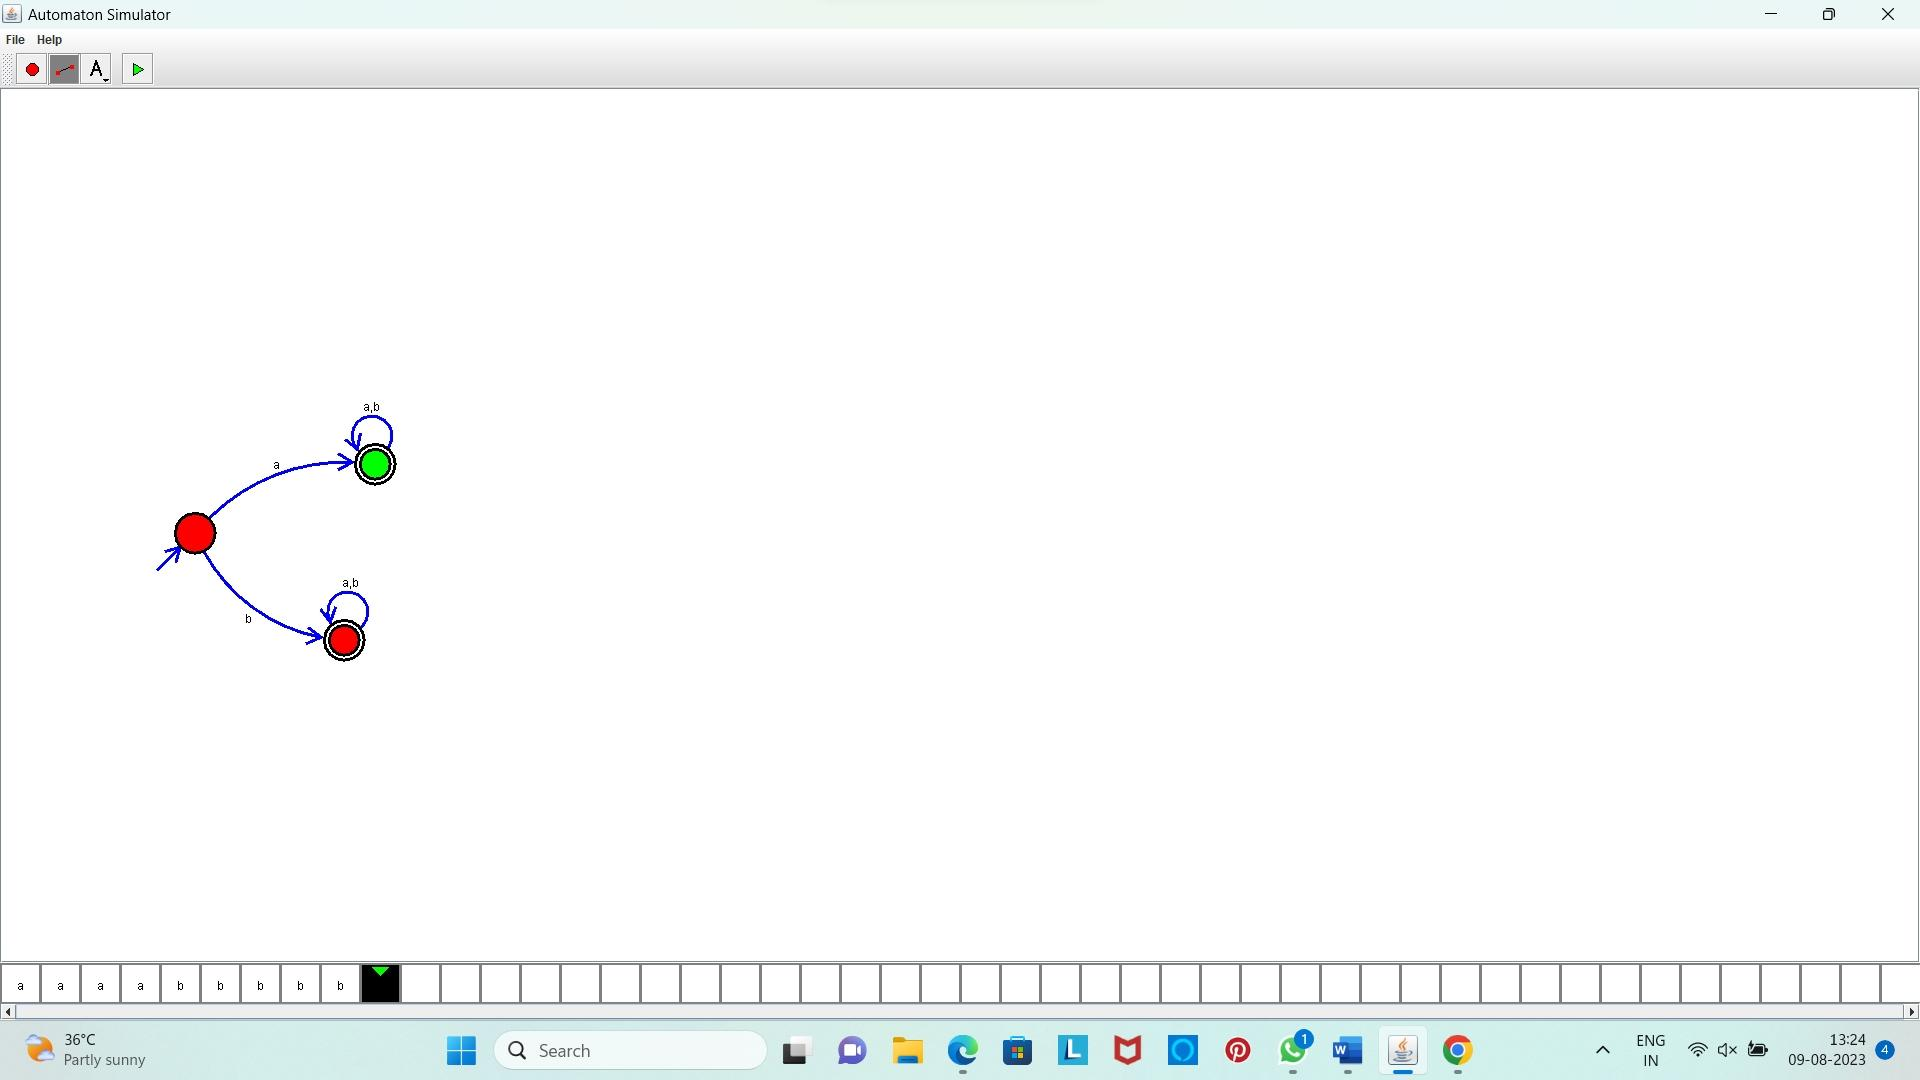 Automaton Simulator
File Help
A
a,b
a
a,b
b
a a a a b b b b b
36°C
Partly sunny
Search
L
1
W
ENG
IN
13:24
09-08-2023
4